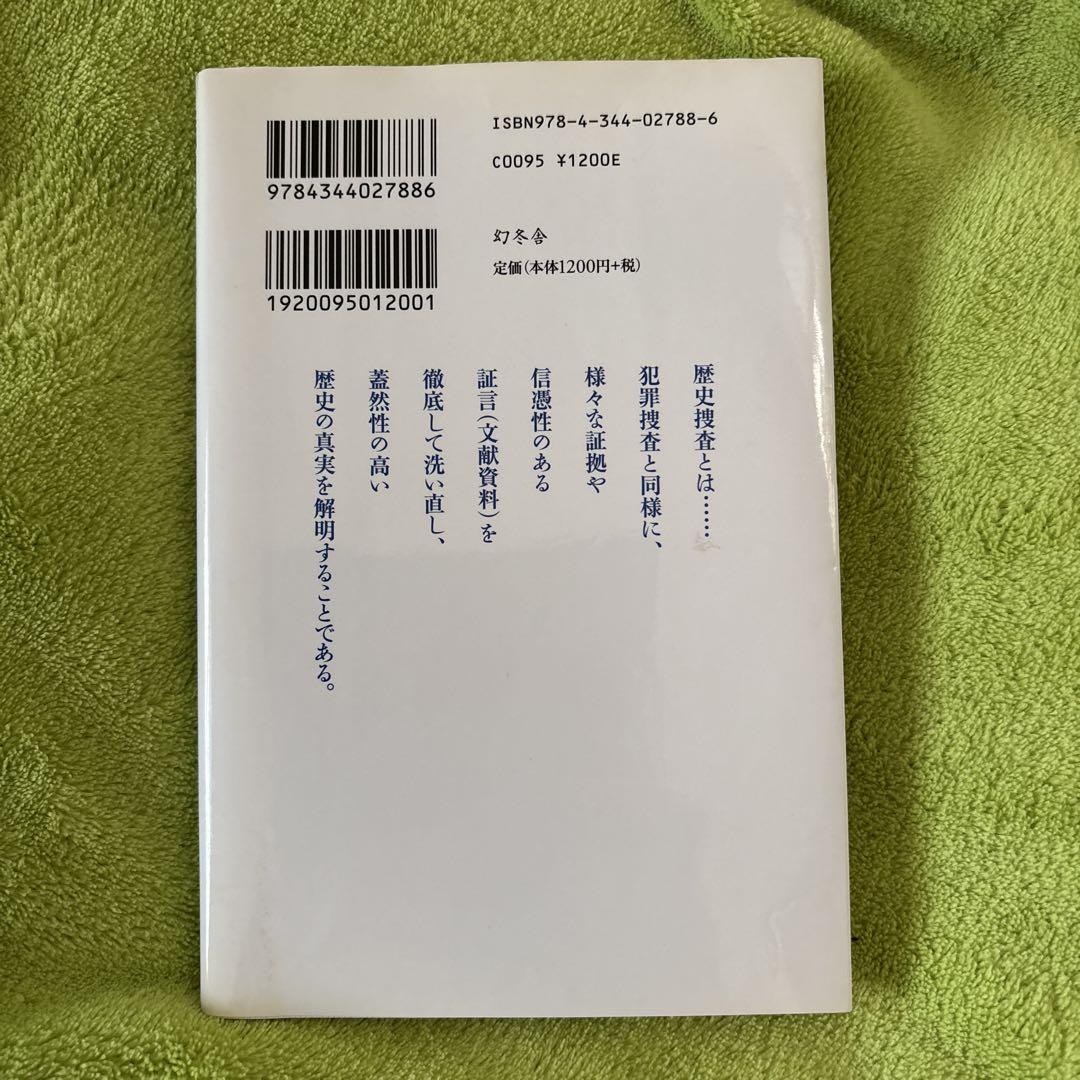 ISBN978-4-344-02788-6
C0095 ¥1200E
9784344027886
幻冬舎
定価(本体1200円+税)
1920095012001
歴史捜査とは……
犯罪捜査と同様に、
様々な証拠や
信憑性のある
証言(文献資料)を
徹底して洗い直し、
蓋然性の高い
歴史の真実を解明することである。